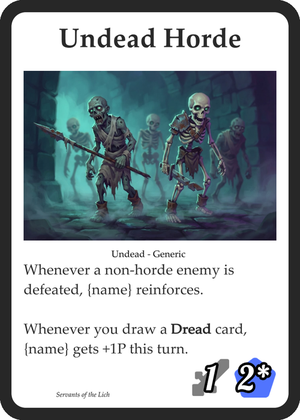 Undead Horde
Undead - Generic
Whenever a non-horde enemy is
defeated, {name} reinforces.
Whenever you draw a Dread card,
{name} gets +1P this turn.
1 2*
Servants of the Lich